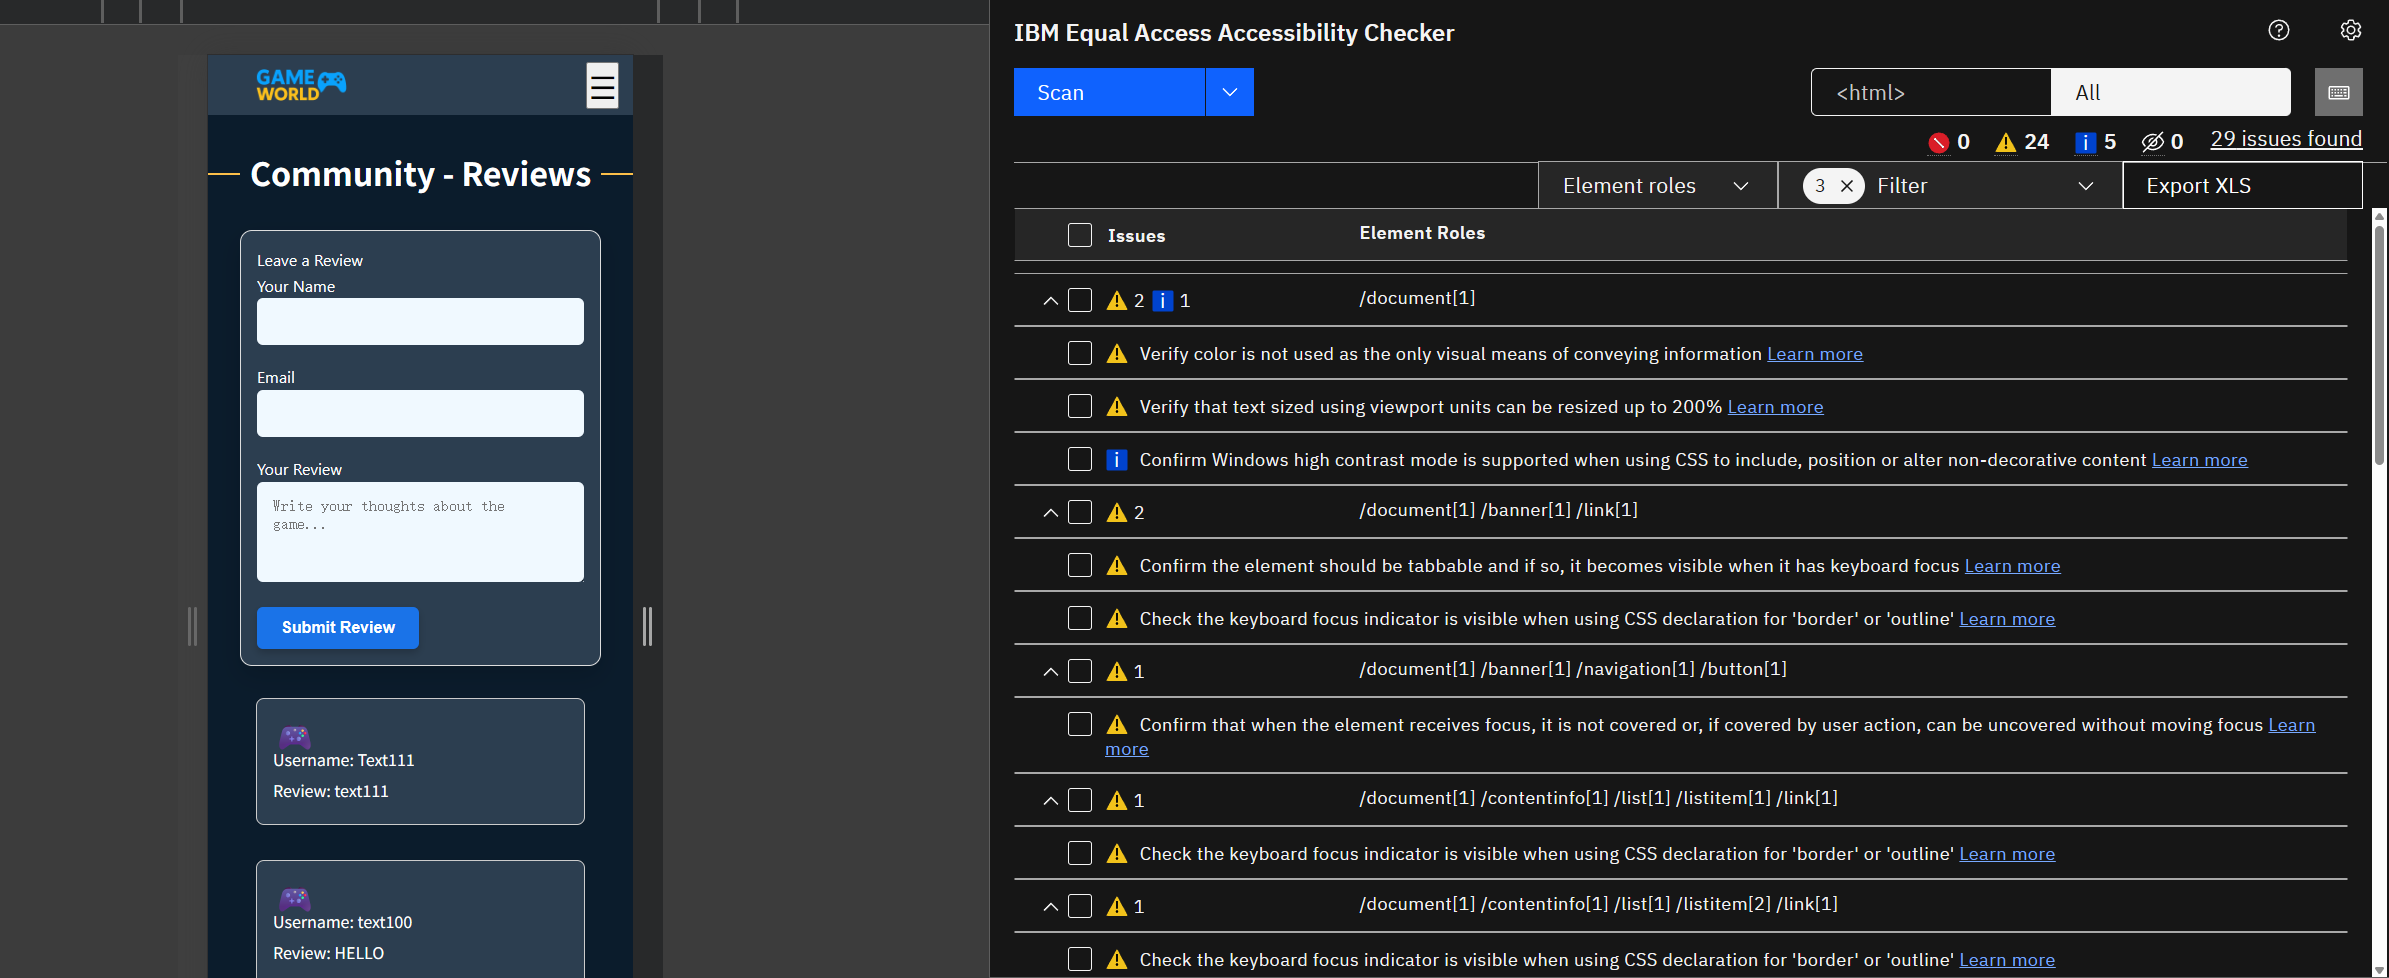 GAME
WORLD
Community - Reviews
Leave a Review
Your Name
Email
Your Review
Write your thoughts about the
game...
Submit Review
Username: Text111
Review: text111
Username: text100
Review: HELLO
IBM Equal Access Accessibility Checker
Scan
<html>
All
0
24
i 5
0
29 issues found
Element roles
3
Filter
Export XLS
Issues
Element Roles
2 i 1 /document[1]
Verify color is not used as the only visual means of conveying information Learn more
Verify that text sized using viewport units can be resized up to 200% Learn more
i Confirm Windows high contrast mode is supported when using CSS to include, position or alter non-decorative content Learn more
2 /document[1] /banner[1] /link[1]
Confirm the element should be tabbable and if so, it becomes visible when it has keyboard focus Learn more
Check the keyboard focus indicator is visible when using CSS declaration for 'border' or 'outline' Learn more
1 /document[1] /banner[1] /navigation[1] /button[1]
Confirm that when the element receives focus, it is not covered or, if covered by user action, can be uncovered without moving focus Learn
more
1 /document[1] /contentinfo[1] /list[1] /listitem[1] /link[1]
Check the keyboard focus indicator is visible when using CSS declaration for 'border' or 'outline' Learn more
1 /document[1] /contentinfo[1] /list[1] /listitem[2] /link[1]
Check the keyboard focus indicator is visible when using CSS declaration for 'border' or 'outline' Learn more